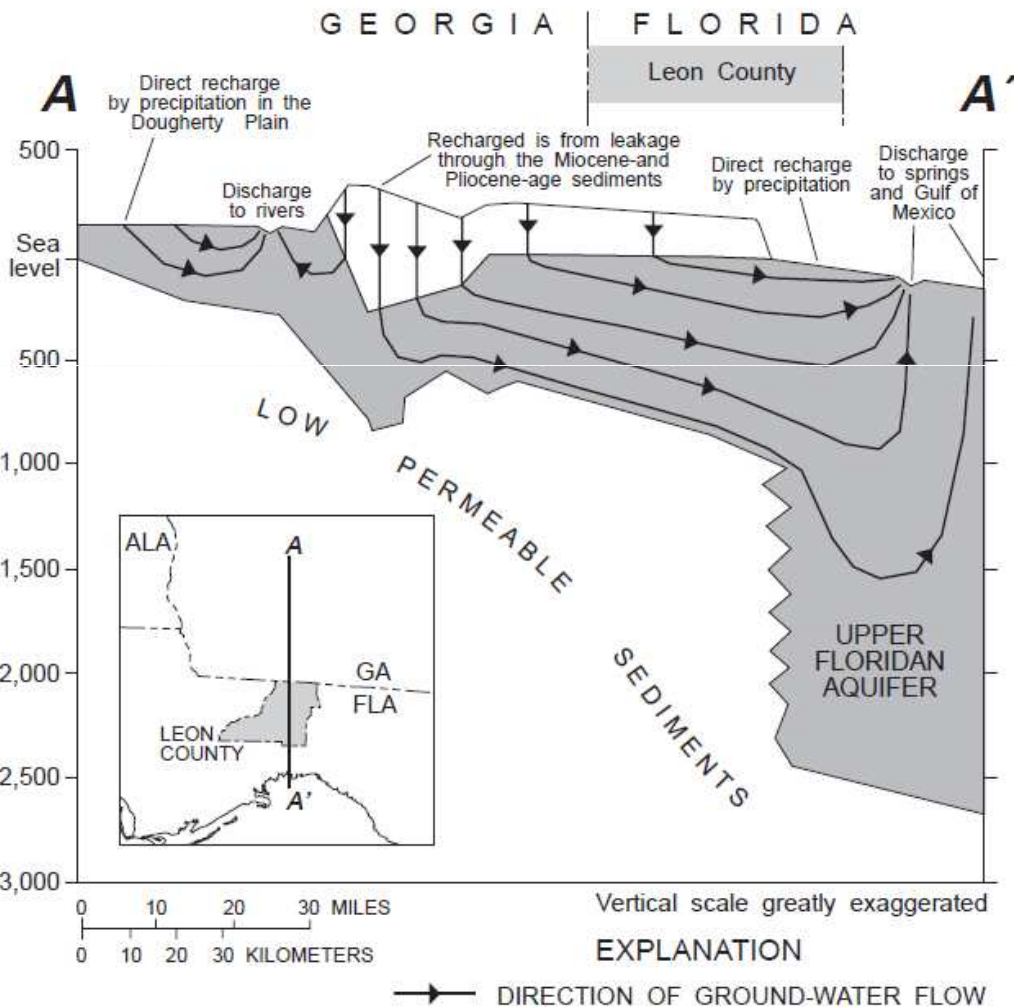 GEORGIA
FLORIDA
Leon County
A
A´
Direct recharge
by precipitation in the
Dougherty Plain
Discharge
to rivers
Recharged is from leakage
through the Miocene-and
Pliocene-age sediments
Direct recharge
by precipitation
Discharge
to springs
and Gulf of
Mexico
500
Sea
level
500
1,000
1,500
2,000
2,500
3,000
LOW
PERMEABLE
SEDIMENTS
UPPER
FLORIDAN
AQUIFER
ALA
A
GA
FLA
LEON
COUNTY
A'
0 10 20 30 MILES
0 10 20 30 KILOMETERS
Vertical scale greatly exaggerated
EXPLANATION
DIRECTION OF GROUND-WATER FLOW